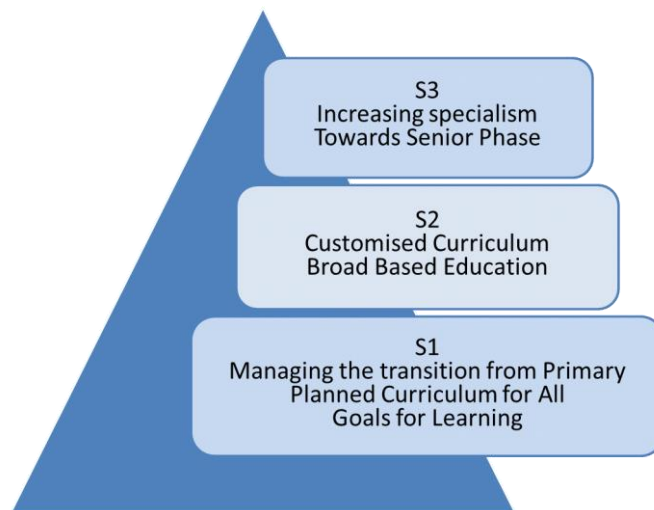 S3
Increasing specialism
Towards Senior Phase
S2
Customised Curriculum
Broad Based Education
S1
Managing the transition from Primary
Planned Curriculum for All
Goals for Learning